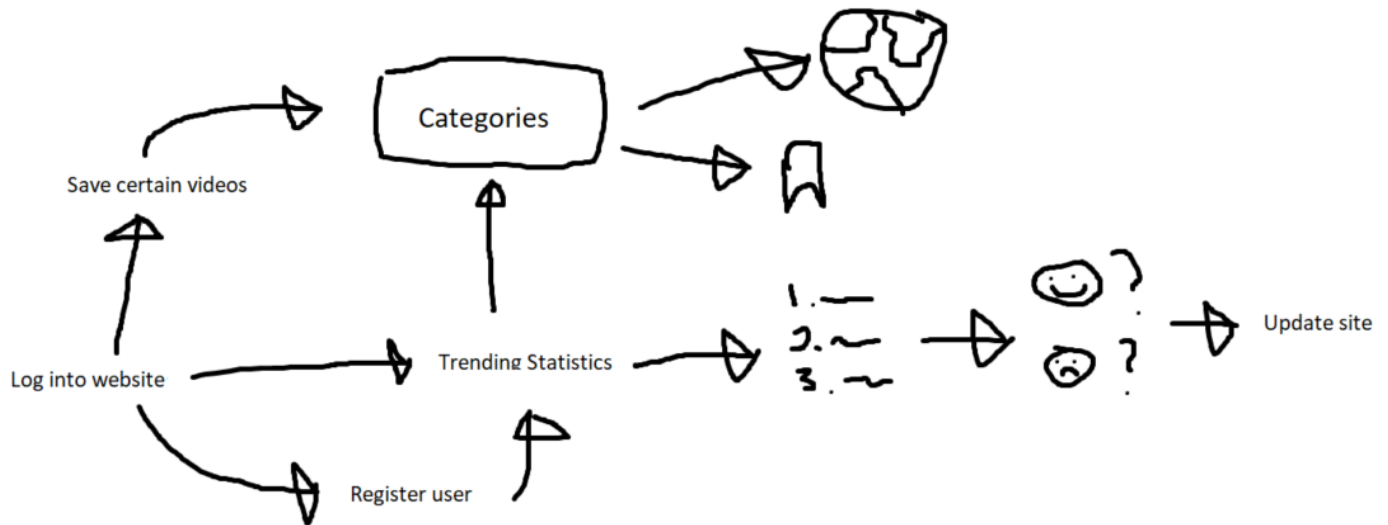 Categories
Save certain videos
1.
2.
?
3.
?
Update site
Trending Statistics
Log into website
Register user